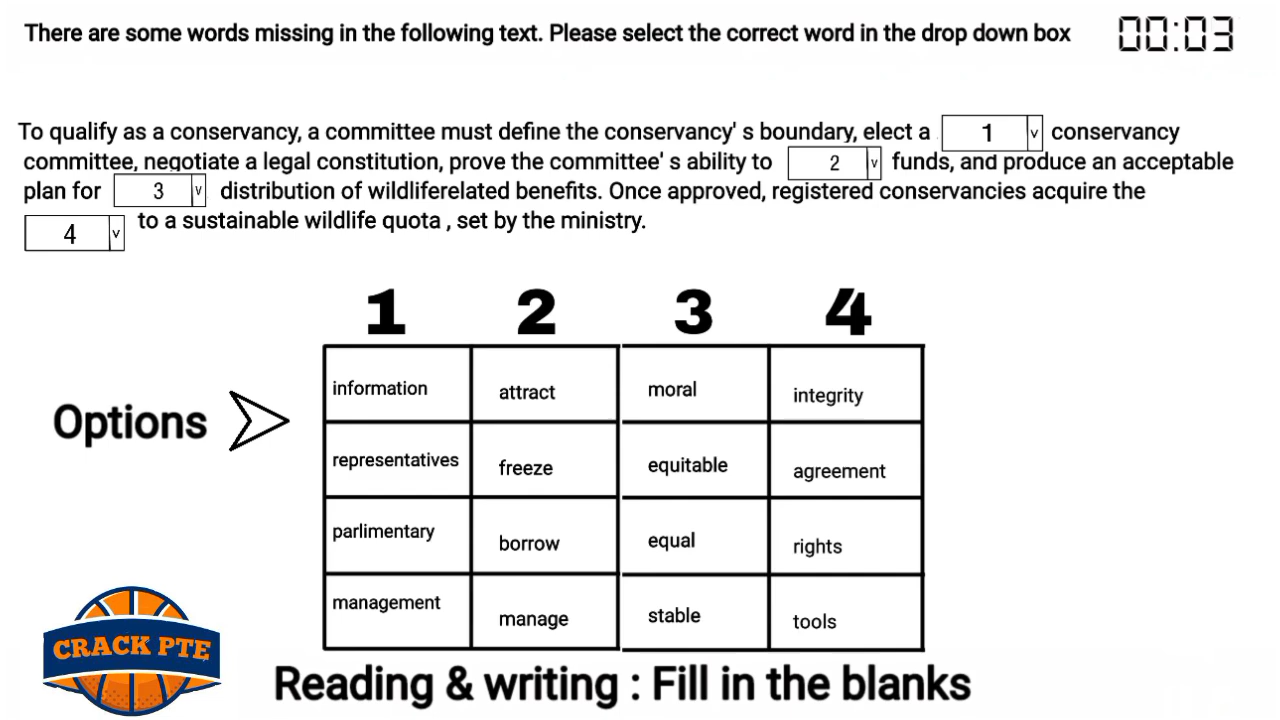 There are some words missing in the following text. Please select the correct word in the drop down box
00:03
To qualify as a conservancy, a committee must define the conservancy' s boundary, elect a 1 v conservancy
committee, negotiate a legal constitution, prove the committee' s ability to 2 v funds, and produce an acceptable
plan for 3 v distribution of wildliferelated benefits. Once approved, registered conservancies acquire the
4 v to a sustainable wildlife quota , set by the ministry.
1 2 3 4
Options
information attract moral integrity
representatives freeze equitable agreement
parlimentary borrow equal rights
management manage stable tools
CRACK PTE
Reading & writing : Fill in the blanks